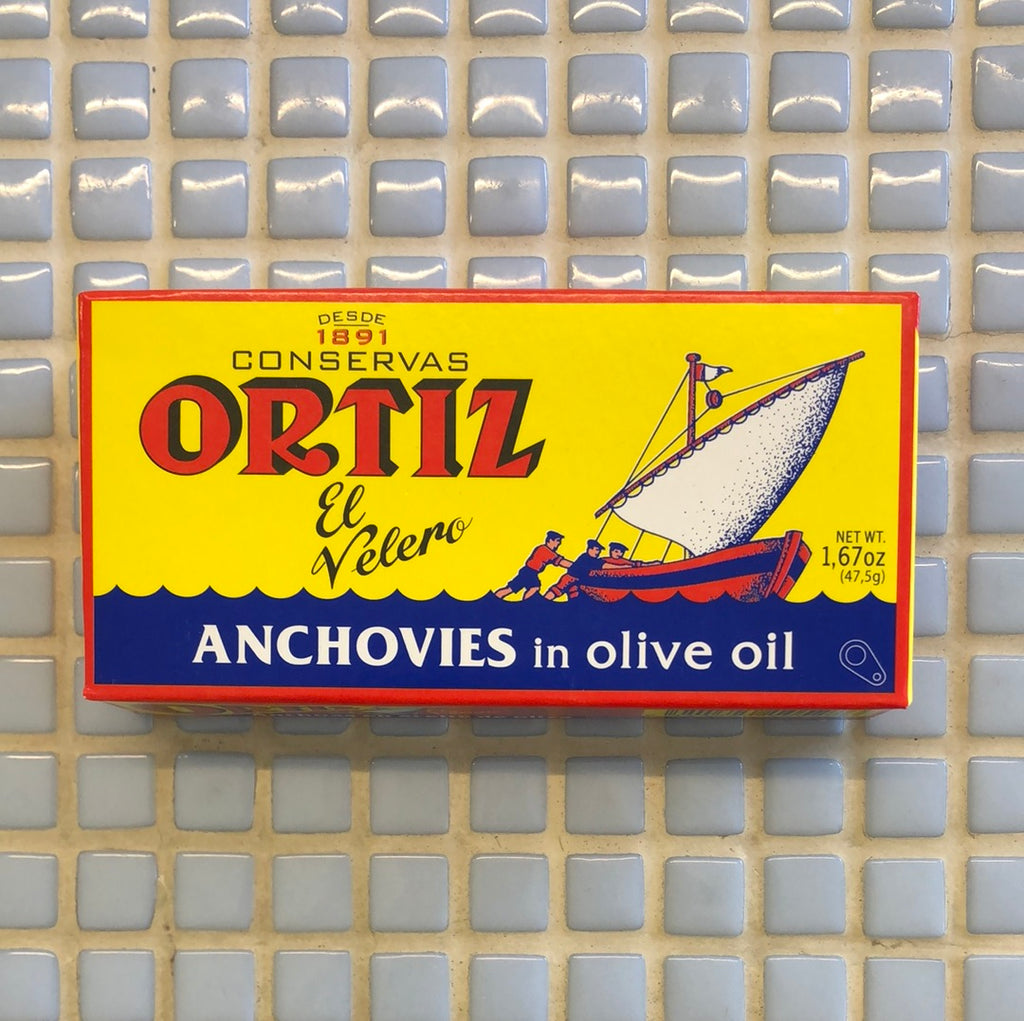 DESDE
1891
CONSERVAS
ORTIZ
El
Velero
NET WT.
1,67oz
(47,5g)
ANCHOVIES in olive oil